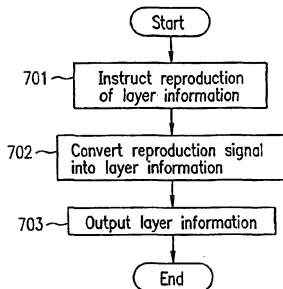 Start
701
Instruct reproduction
of layer information
702
Convert reproduction signal
into layer information
703
Output layer information
End